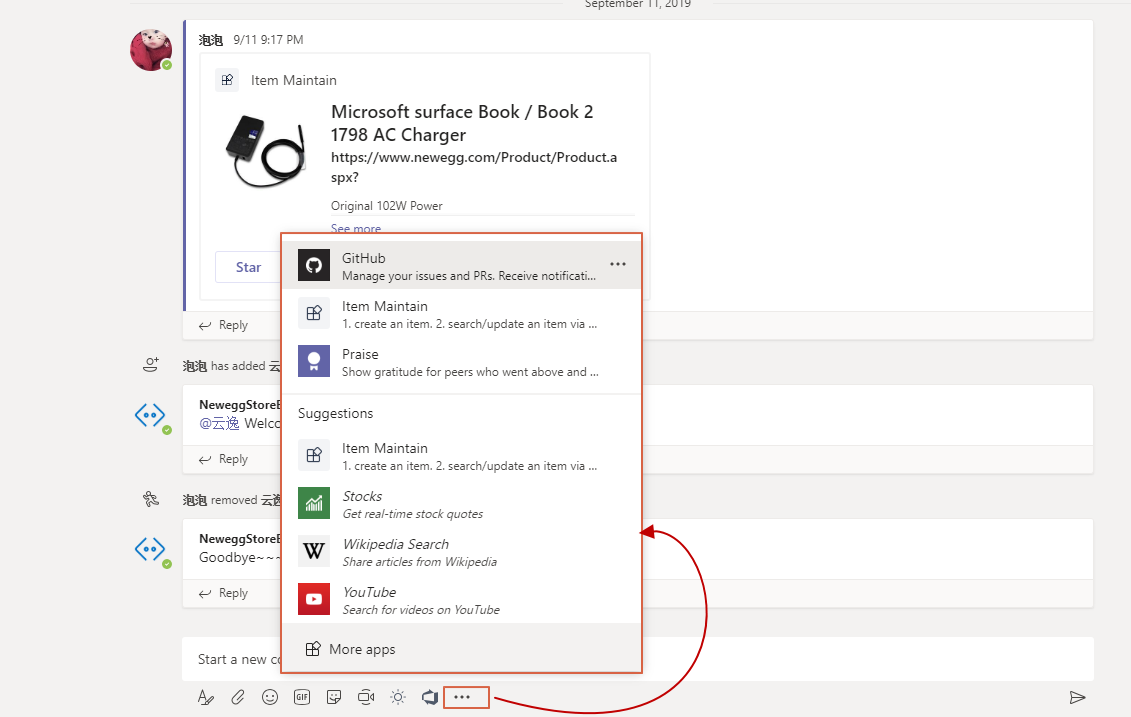 September 11, 2019
泡泡 9/11 9:17 PM
Item Maintain
Microsoft surface Book / Book 2
1798 AC Charger
https://www.newegg.com/Product/Product.a
spx?
Original 102W Power
See more
Star
Reply
泡泡 has added 云
NeweggStore
@云逸 Welco
Reply
泡泡 removed 云逸
NeweggStore
Goodbye~~~
Reply
Start a new co
GIF
GitHub
Manage your issues and PRs. Receive notificati...
Item Maintain
1. create an item. 2. search/update an item via ...
Praise
Show gratitude for peers who went above and ...
Suggestions
Item Maintain
1. create an item. 2. search/update an item via ...
Stocks
Get real-time stock quotes
W
Wikipedia Search
Share articles from Wikipedia
YouTube
Search for videos on YouTube
More apps